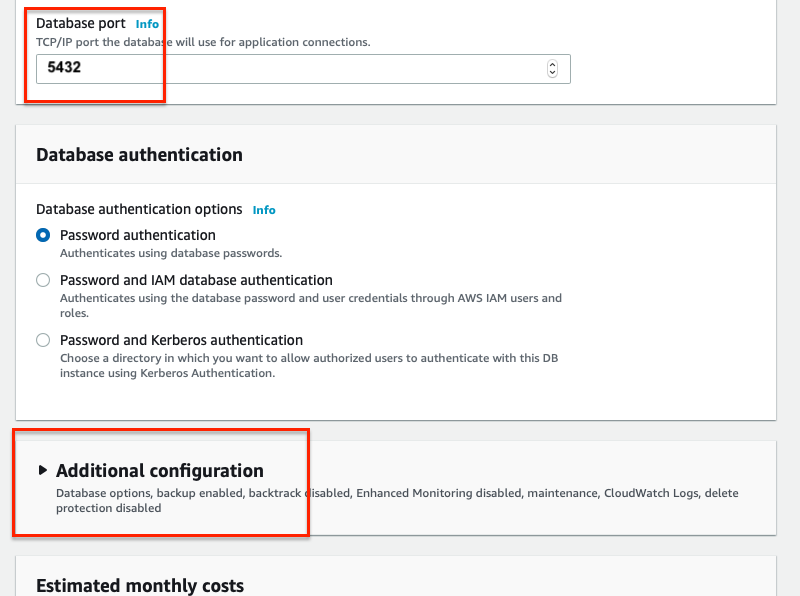 Database port Info
TCP/IP port the database will use for application connections.
5432
Database authentication
Database authentication options Info
Password authentication
Authenticates using database passwords.
Password and IAM database authentication
Authenticates using the database password and user credentials through AWS IAM users and
roles.
Password and Kerberos authentication
Choose a directory in which you want to allow authorized users to authenticate with this DB
instance using Kerberos Authentication.
Additional configuration
Database options, backup enabled, backtrack disabled, Enhanced Monitoring disabled, maintenance, CloudWatch Logs, delete
protection disabled
Estimated monthly costs